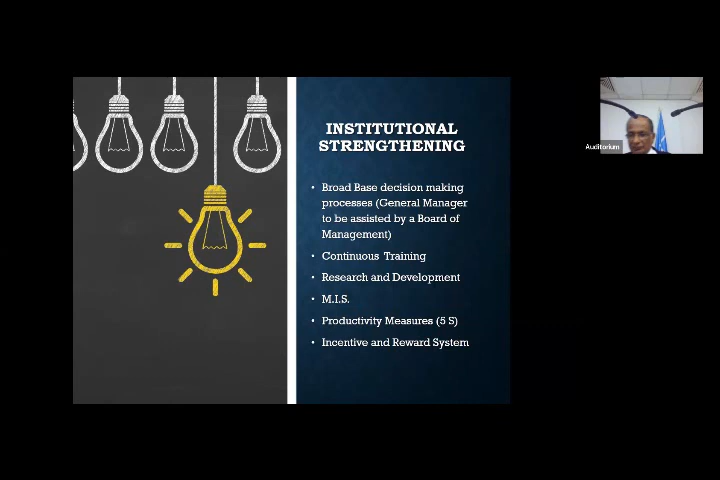 INSTITUTIONAL
STRENGTHENING
• Broad Base decision making
processes (General Manager
to be assisted by a Board of
Management)
• Continuous Training
• Research and Development
• M.I.S.
• Productivity Measures (5 S)
• Incentive and Reward System
Auditorium